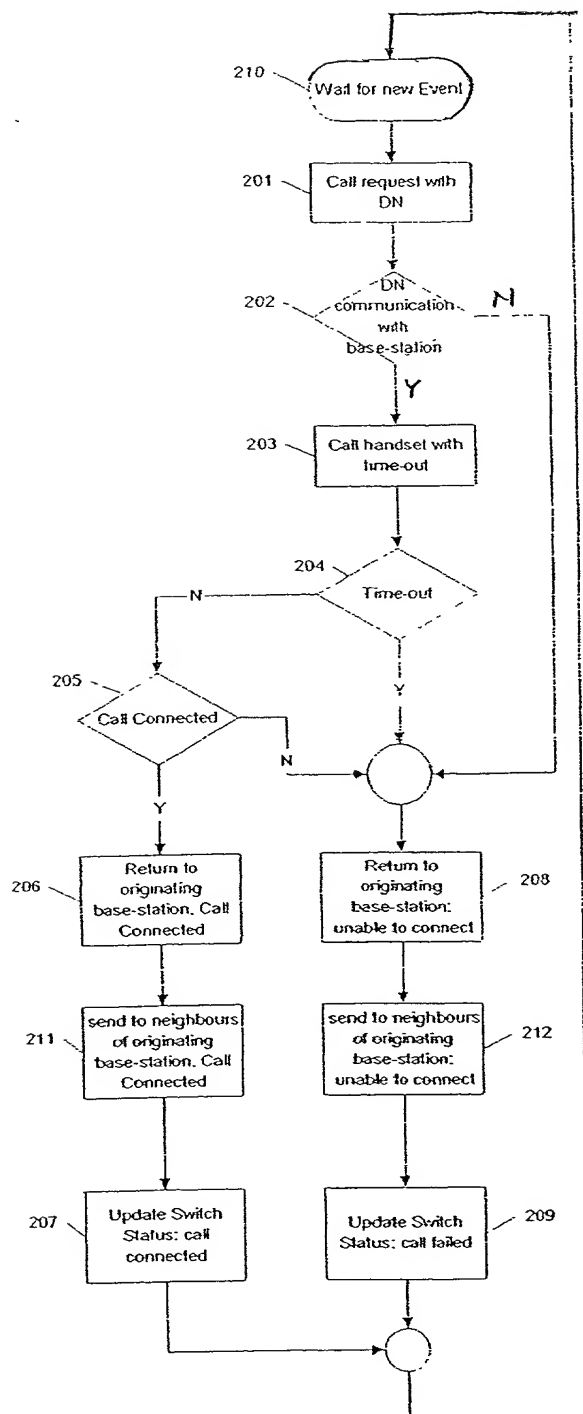 210
Wait for new Event
201
Call request with
DN
Y
202
DN
communication
with
base-station
N
Y
203
Call handset with
time-out
204
Time-out
N
Y
205
Call Connected
N
Y
206
Return to
originating
base-station, Call
Connected
Return to
originating
base-station:
unable to connect
208
211
send to neighbours
of originating
base-station, Call
Connected
send to neighbours
of originating
base-station:
unable to connect
212
207
Update Switch
Status: call
connected
Update Switch
Status: call failed
209